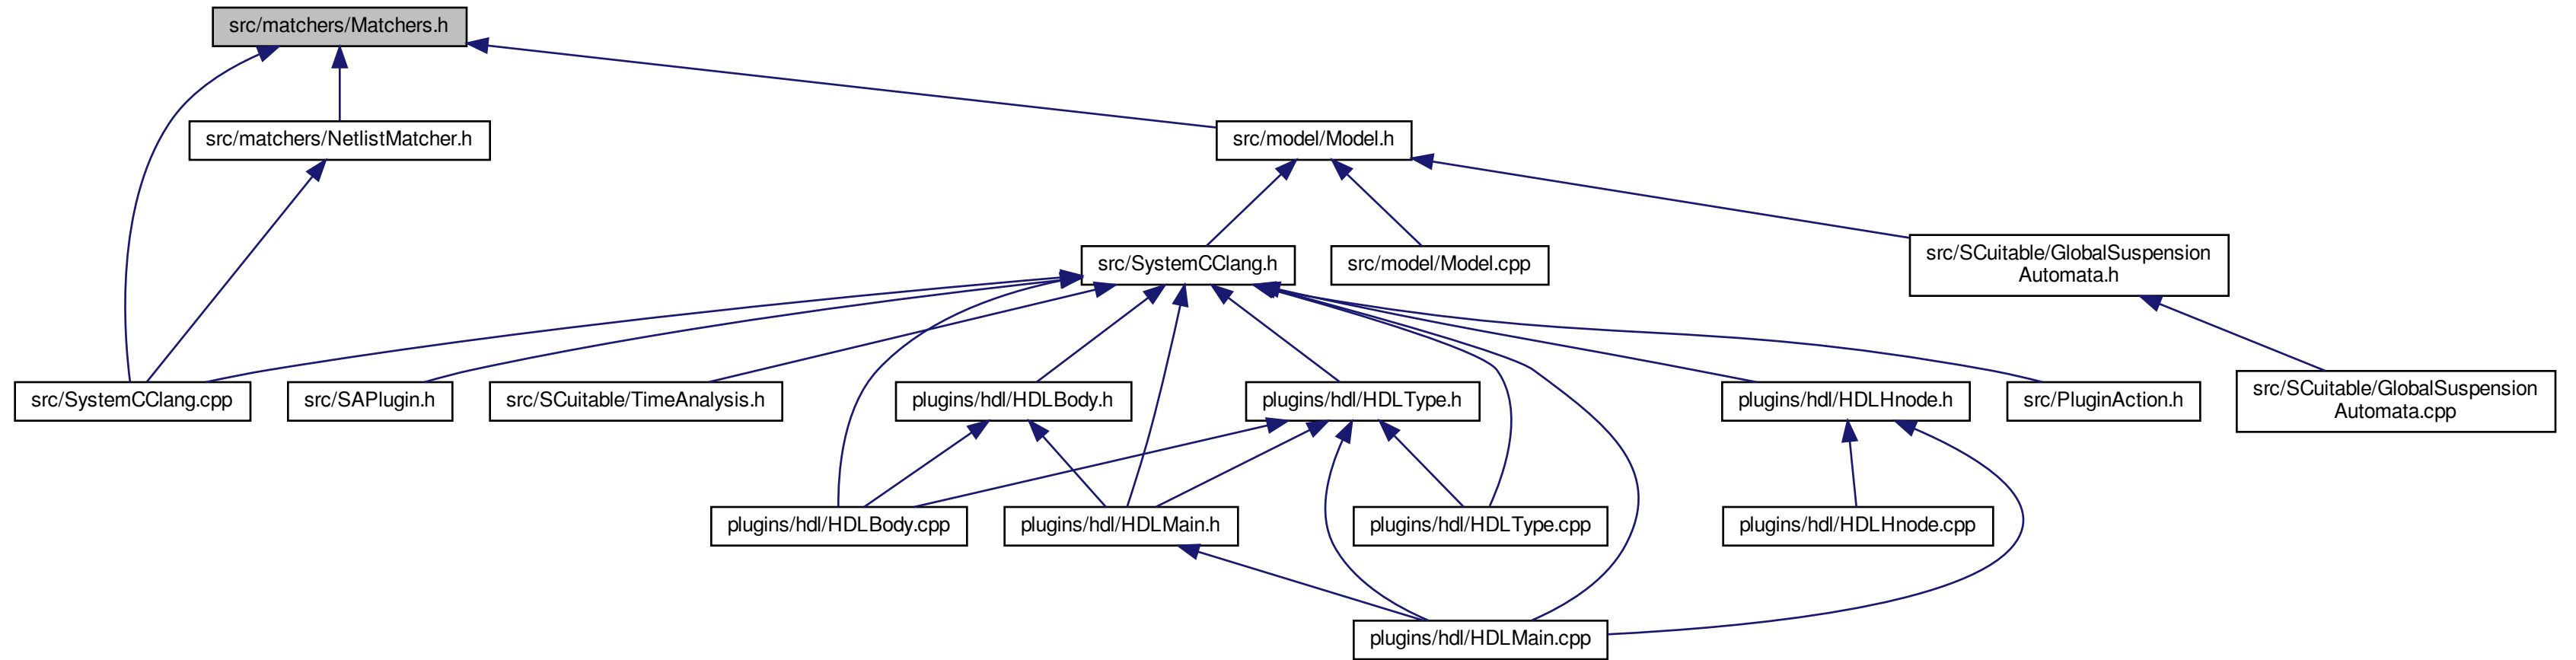 src/matchers/Matchers.h
src/matchers/NetlistMatcher.h
src/model/Model.h
src/SystemCClang.h
src/model/Model.cpp
src/SCuitable/GlobalSuspension
Automata.h
src/SystemCClang.cpp
src/SAPlugin.h
src/SCuitable/TimeAnalysis.h
plugins/hdl/HDLBody.h
plugins/hdl/HDLType.h
plugins/hdl/HDLHnode.h
src/PluginAction.h
src/SCuitable/GlobalSuspension
Automata.cpp
plugins/hdl/HDLBody.cpp
plugins/hdl/HDLMain.h
plugins/hdl/HDLType.cpp
plugins/hdl/HDLHnode.cpp
plugins/hdl/HDLMain.cpp